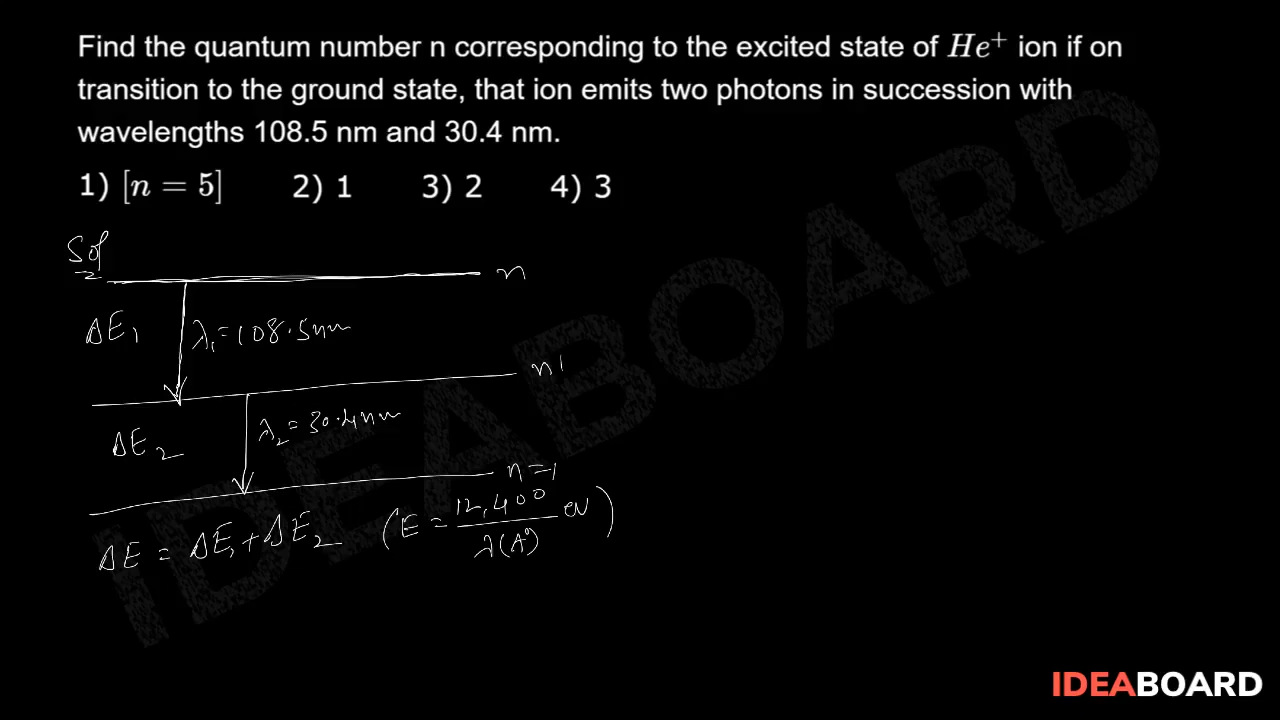 Find the quantum number n corresponding to the excited state of He⁺ ion if on
transition to the ground state, that ion emits two photons in succession with
wavelengths 108.5 nm and 30.4 nm.
1) [n = 5] 2) 1 3) 2 4) 3
Sol
n
ΔE₁ λ₁=108.5nm
n'
ΔE₂ λ₂=30.4nm
n=1
ΔE = ΔE₁+ΔE₂ (E = 12,400/λ(A°) eV)
IDEABOARD
IDEABOARD